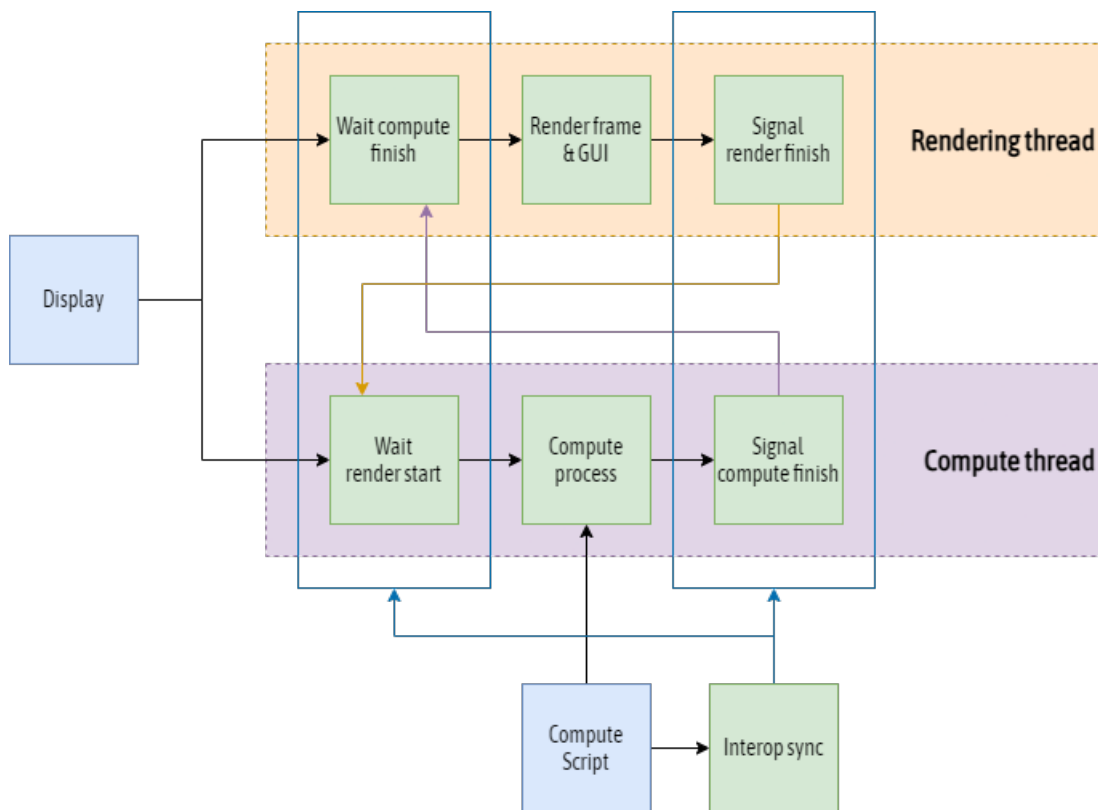 Wait compute
finish
Render frame
& GUI
Signal
render finish
Rendering thread
Display
Wait
render start
Compute
process
Signal
compute finish
Compute thread
Compute
Script
Interop sync